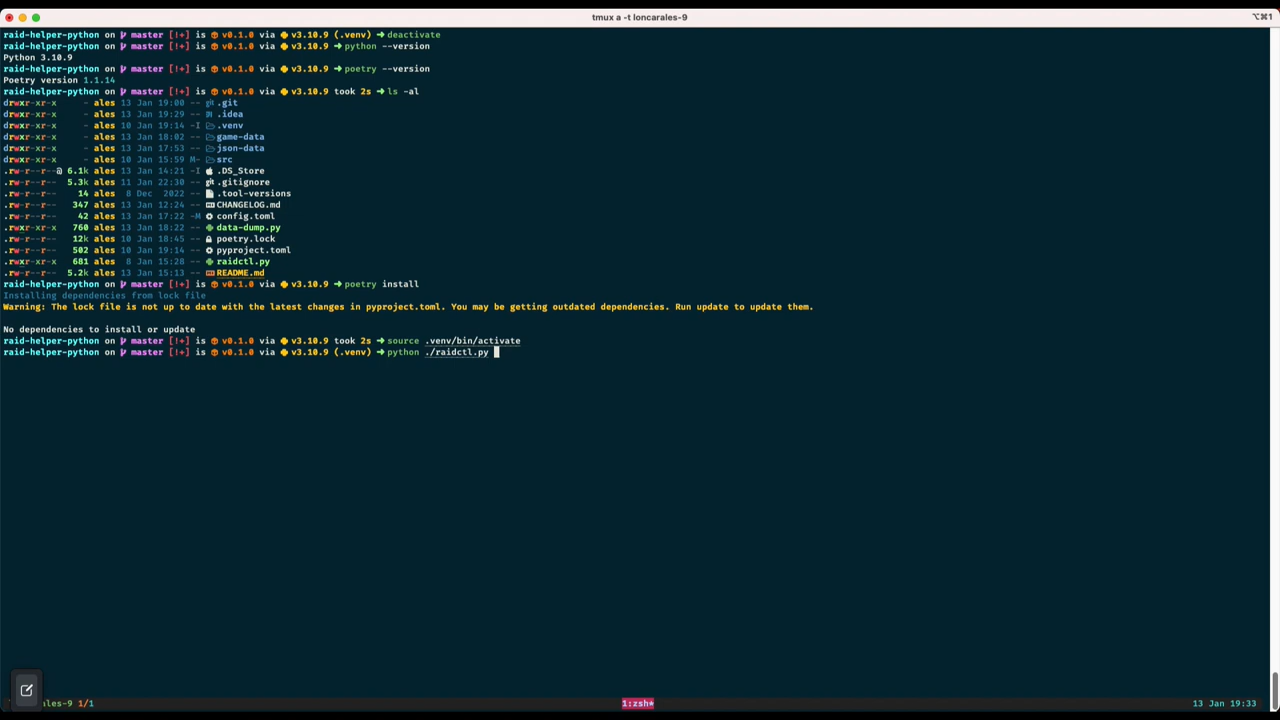 tmux a -t loncarales-9
⌥⌘1
raid-helper-python on master [!+] is v0.1.0 via v3.10.9 (.venv) ➜ deactivate
raid-helper-python on master [!+] is v0.1.0 via v3.10.9 ➜ python --version
Python 3.10.9
raid-helper-python on master [!+] is v0.1.0 via v3.10.9 ➜ poetry --version
Poetry version 1.1.14
raid-helper-python on master [!+] is v0.1.0 via v3.10.9 took 2s ➜ ls -al
drwxr-xr-x - ales 13 Jan 19:00 -- .git
drwxr-xr-x - ales 13 Jan 19:29 -- .idea
drwxr-xr-x - ales 10 Jan 19:14 -I .venv
drwxr-xr-x - ales 13 Jan 18:02 -- game-data
drwxr-xr-x - ales 13 Jan 17:53 -- json-data
drwxr-xr-x - ales 10 Jan 15:59 M- src
.rw-r--r--@ 6.1k ales 13 Jan 14:21 -I .DS_Store
.rw-r--r-- 5.3k ales 11 Jan 22:30 -- .gitignore
.rw-r--r-- 14 ales 8 Dec 2022 -- .tool-versions
.rw-r--r-- 347 ales 13 Jan 12:24 -- CHANGELOG.md
.rw-r--r-- 42 ales 13 Jan 17:22 -M config.toml
.rwxr-xr-x 760 ales 13 Jan 18:22 -- data-dump.py
.rw-r--r-- 12k ales 10 Jan 18:45 -- poetry.lock
.rw-r--r-- 502 ales 10 Jan 19:14 -- pyproject.toml
.rwxr-xr-x 681 ales 8 Jan 15:28 -- raidctl.py
.rw-r--r-- 5.2k ales 13 Jan 15:13 -- README.md
raid-helper-python on master [!+] is v0.1.0 via v3.10.9 ➜ poetry install
Installing dependencies from lock file
Warning: The lock file is not up to date with the latest changes in pyproject.toml. You may be getting outdated dependencies. Run update to update them.
No dependencies to install or update
raid-helper-python on master [!+] is v0.1.0 via v3.10.9 took 2s ➜ source .venv/bin/activate
raid-helper-python on master [!+] is v0.1.0 via v3.10.9 (.venv) ➜ python ./raidctl.py
ales-9 1/1
1:zsh*
13 Jan 19:33